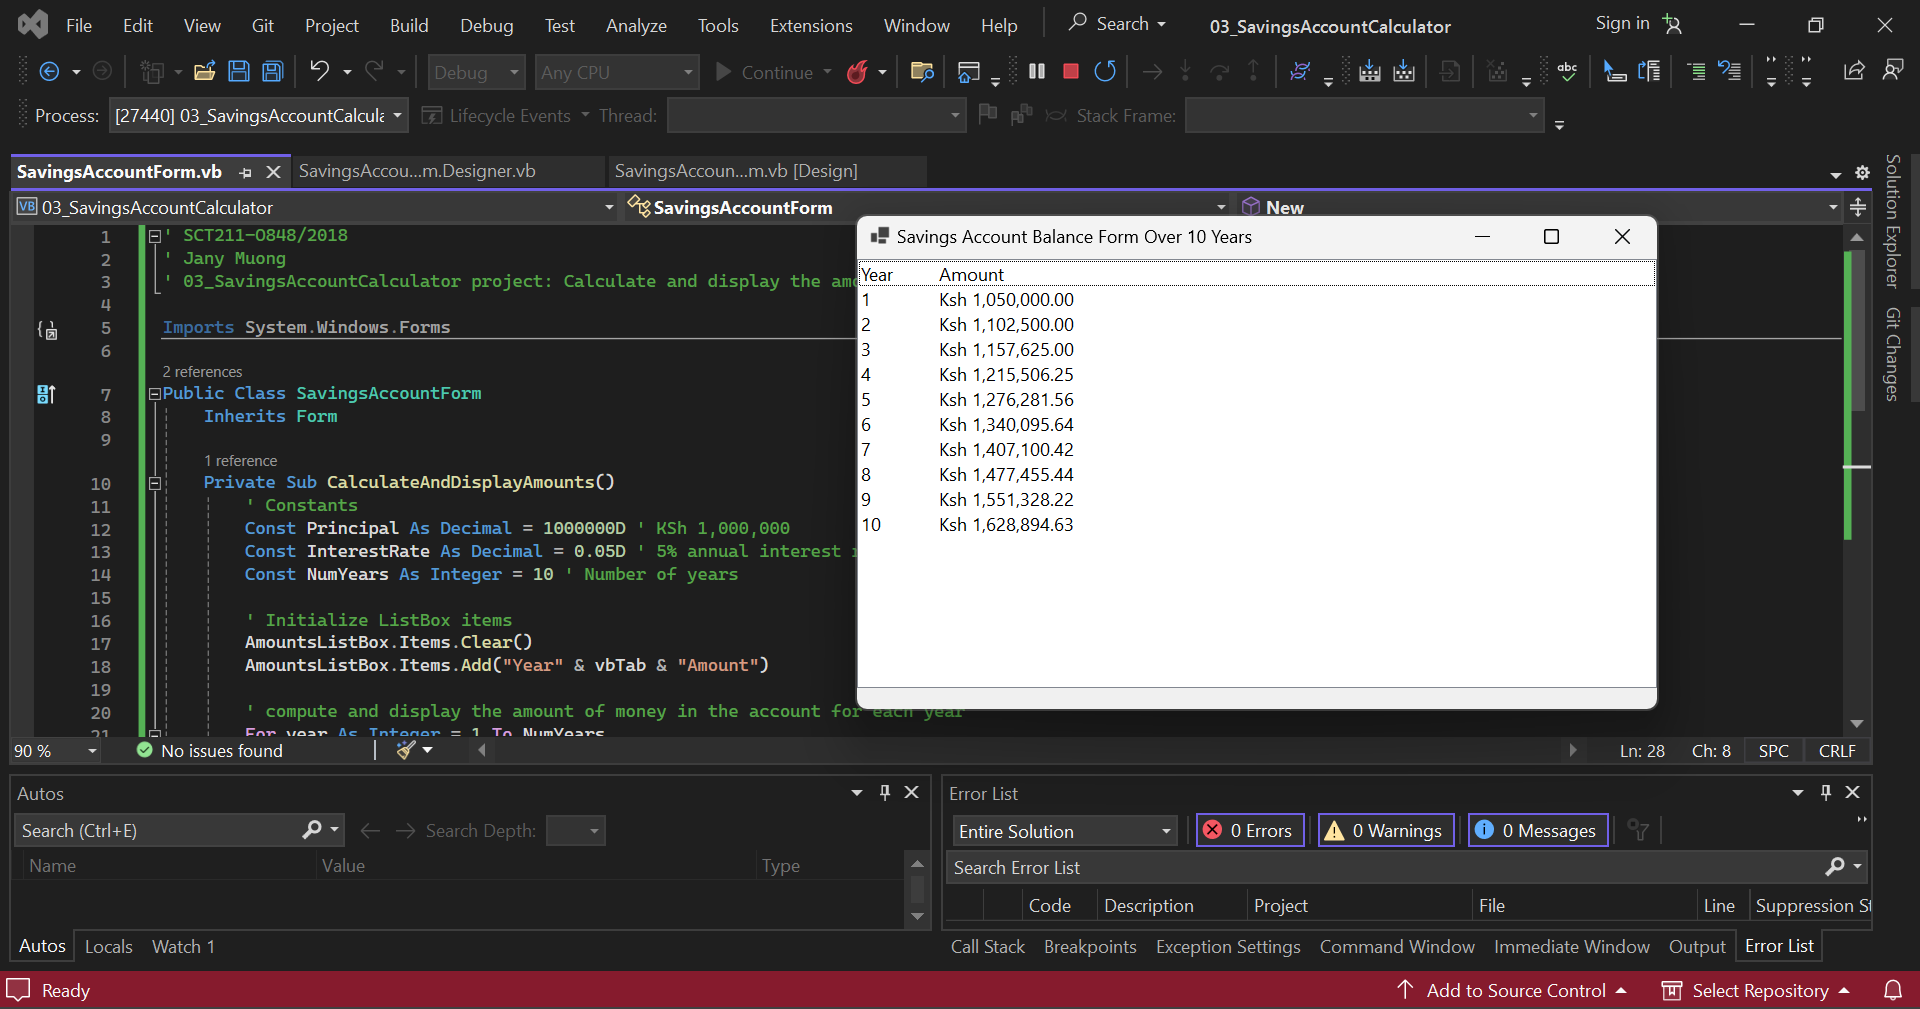 File Edit View Git Project Build Debug Test Analyze Tools Extensions Window Help Search 03_SavingsAccountCalculator Sign in
Debug Any CPU Continue
Process: [27440] 03_SavingsAccountCalcula Lifecycle Events Thread: Stack Frame:
SavingsAccountForm.vb SavingsAccou...m.Designer.vb SavingsAccoun...m.vb [Design]
VB 03_SavingsAccountCalculator SavingsAccountForm New
1 ' SCT211-0848/2018
2 ' Jany Muong
3 ' 03_SavingsAccountCalculator project: Calculate and display the amo
4
5 Imports System.Windows.Forms
6
2 references
7 Public Class SavingsAccountForm
8 Inherits Form
9
1 reference
10 Private Sub CalculateAndDisplayAmounts()
11 ' Constants
12 Const Principal As Decimal = 1000000D ' KSh 1,000,000
13 Const InterestRate As Decimal = 0.05D ' 5% annual interest r
14 Const NumYears As Integer = 10 ' Number of years
15
16 ' Initialize ListBox items
17 AmountsListBox.Items.Clear()
18 AmountsListBox.Items.Add("Year" & vbTab & "Amount")
19
20 ' compute and display the amount of money in the account for each year
21 For year As Integer = 1 To NumYears
Savings Account Balance Form Over 10 Years
Year Amount
1 Ksh 1,050,000.00
2 Ksh 1,102,500.00
3 Ksh 1,157,625.00
4 Ksh 1,215,506.25
5 Ksh 1,276,281.56
6 Ksh 1,340,095.64
7 Ksh 1,407,100.42
8 Ksh 1,477,455.44
9 Ksh 1,551,328.22
10 Ksh 1,628,894.63
Solution Explorer
Git Changes
90 % No issues found Ln: 28 Ch: 8 SPC CRLF
Autos
Search (Ctrl+E) Search Depth:
Name Value Type
Autos Locals Watch 1
Error List
Entire Solution 0 Errors 0 Warnings 0 Messages
Search Error List
Code Description Project File Line Suppression St
Call Stack Breakpoints Exception Settings Command Window Immediate Window Output Error List
Ready Add to Source Control Select Repository